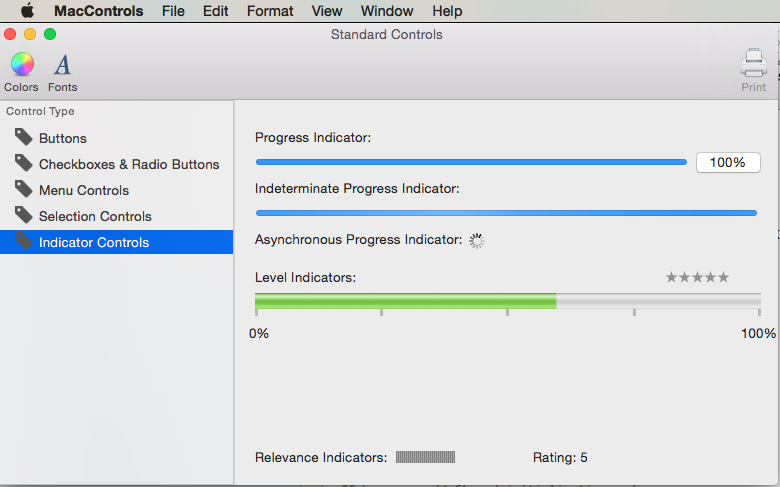 MacControls File Edit Format View Window Help
Standard Controls
Colors Fonts Print
Control Type
Buttons
Checkboxes & Radio Buttons
Menu Controls
Selection Controls
Indicator Controls
Progress Indicator:
100%
Indeterminate Progress Indicator:
Asynchronous Progress Indicator:
Level Indicators: ★★★★★
0% 100%
Relevance Indicators: Rating: 5